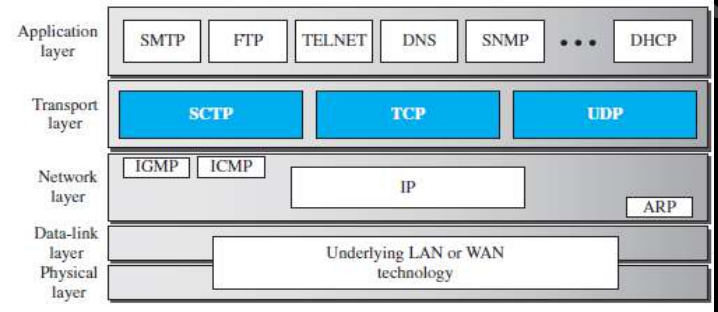 Application
layer
SMTP FTP TELNET DNS SNMP ••• DHCP
Transport
layer
SCTP TCP UDP
Network
layer
IGMP ICMP IP ARP
Data-link
layer
Physical
layer
Underlying LAN or WAN
technology